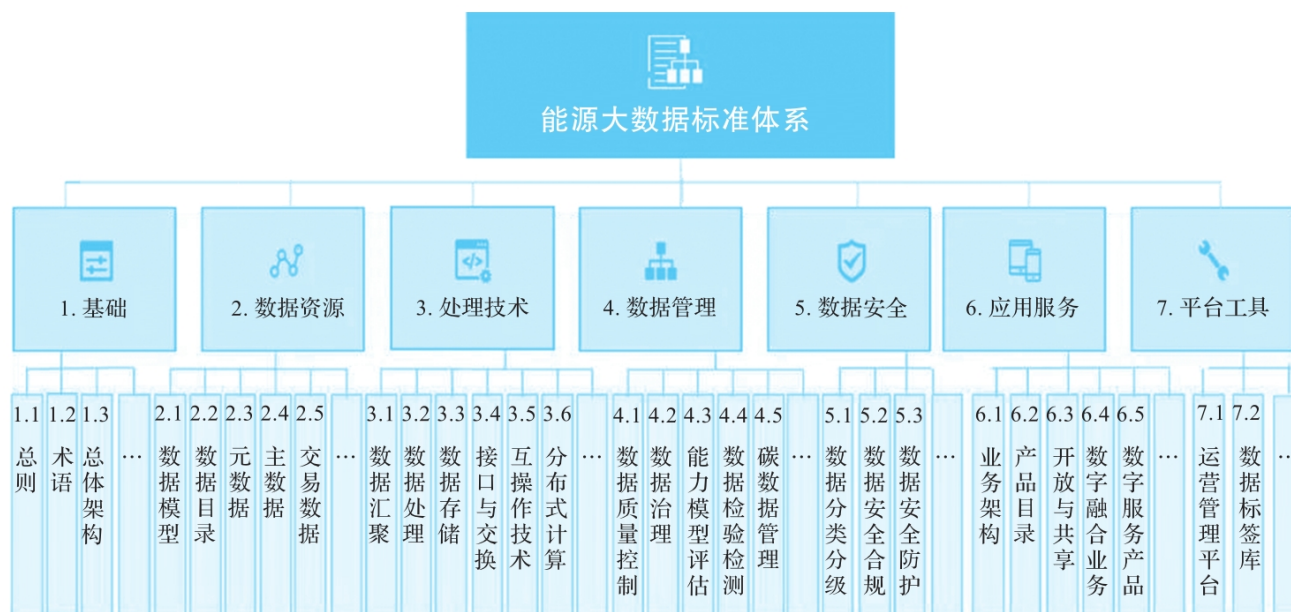 能源大数据标准体系
1. 基础
2. 数据资源
3. 处理技术
4. 数据管理
5. 数据安全
6. 应用服务
7. 平台工具
1.1 总则
1.2 术语
1.3 总体架构
…
2.1 数据模型
2.2 数据目录
2.3 元数据
2.4 主数据
2.5 交易数据
…
3.1 数据汇聚
3.2 数据处理
3.3 数据存储
3.4 接口与交换
3.5 互操作技术
3.6 分布式计算
…
4.1 数据质量控制
4.2 数据治理
4.3 能力模型评估
4.4 数据检验检测
4.5 碳数据管理
…
5.1 数据分类分级
5.2 数据安全合规
5.3 数据安全防护
…
6.1 业务架构
6.2 产品目录
6.3 开放与共享
6.4 数字融合业务
6.5 数字服务产品
…
7.1 运营管理平台
7.2 数据标签库
…